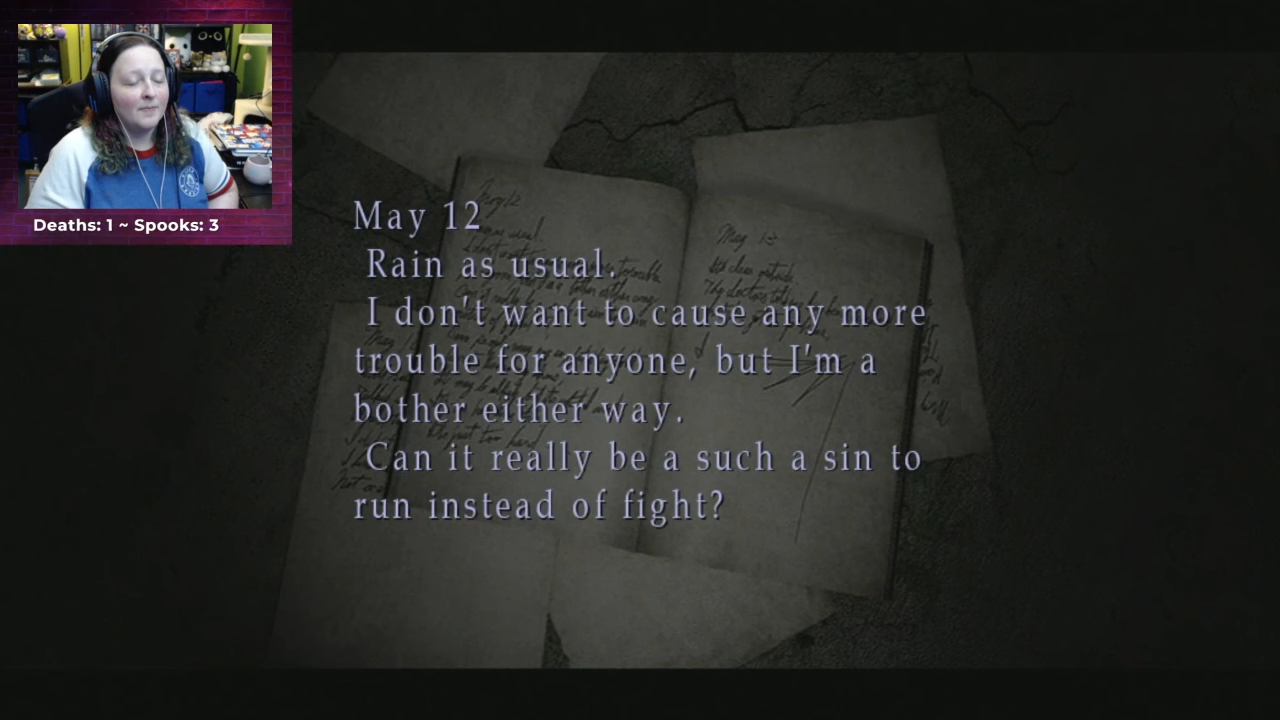 Deaths: 1 ~ Spooks: 3
May 12
Rain as usual.
I don't want to cause any more
trouble for anyone, but I'm a
bother either way.
Can it really be a such a sin to
run instead of fight?